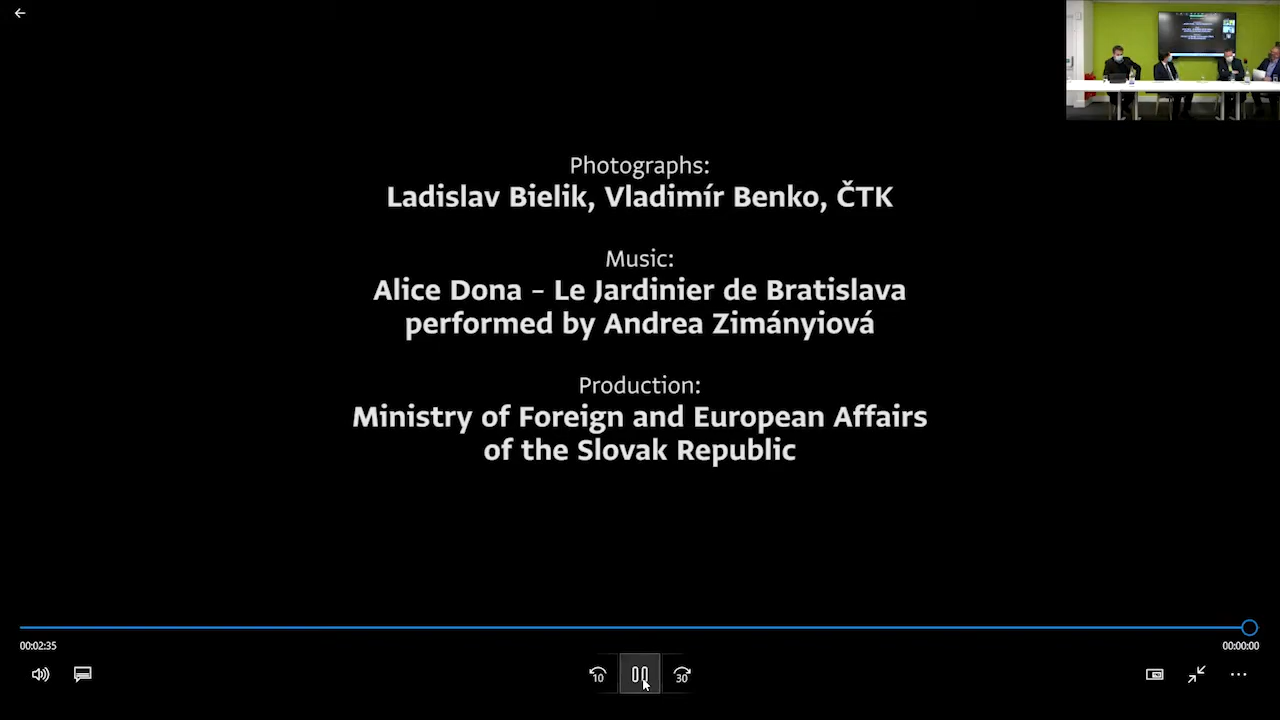 Photographs:
Ladislav Bielik, Vladimír Benko, ČTK
Music:
Alice Dona – Le Jardinier de Bratislava
performed by Andrea Zimányiová
Production:
Ministry of Foreign and European Affairs
of the Slovak Republic
00:02:35
00:00:00
10
30